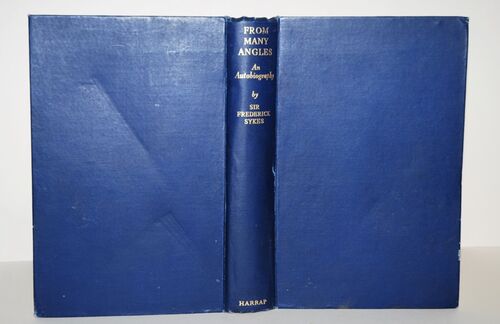 FROM
MANY
ANGLES
An
Autobiography
by
SIR
FREDERICK
SYKES
HARRAP